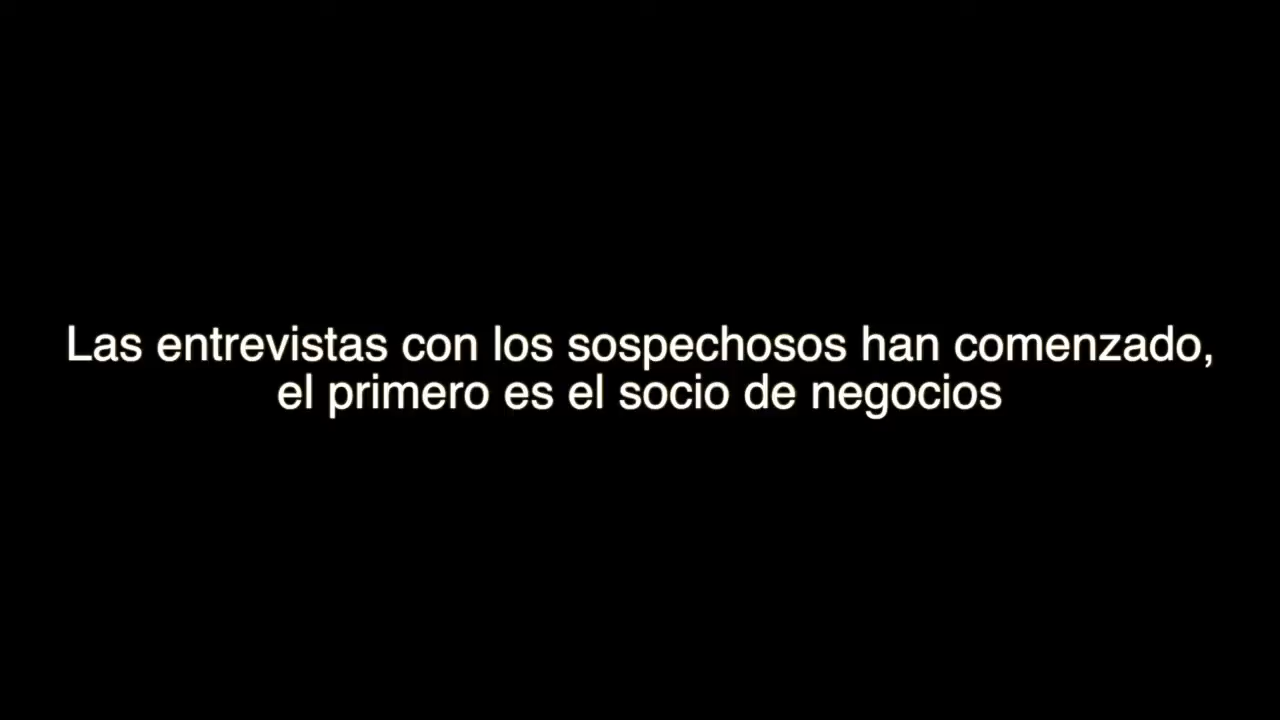 Las entrevistas con los sospechosos han comenzado,
el primero es el socio de negocios